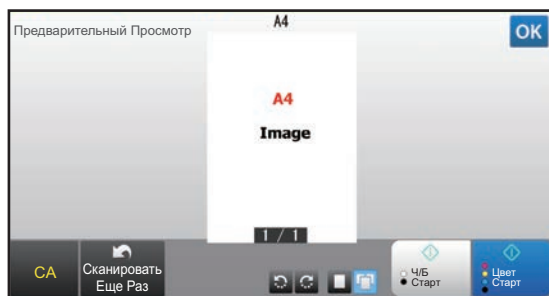 Предварительный Просмотр
A4
OK
A4
Image
1 / 1
CA
Сканировать
Еще Раз
Ч/Б
Старт
Цвет
Старт